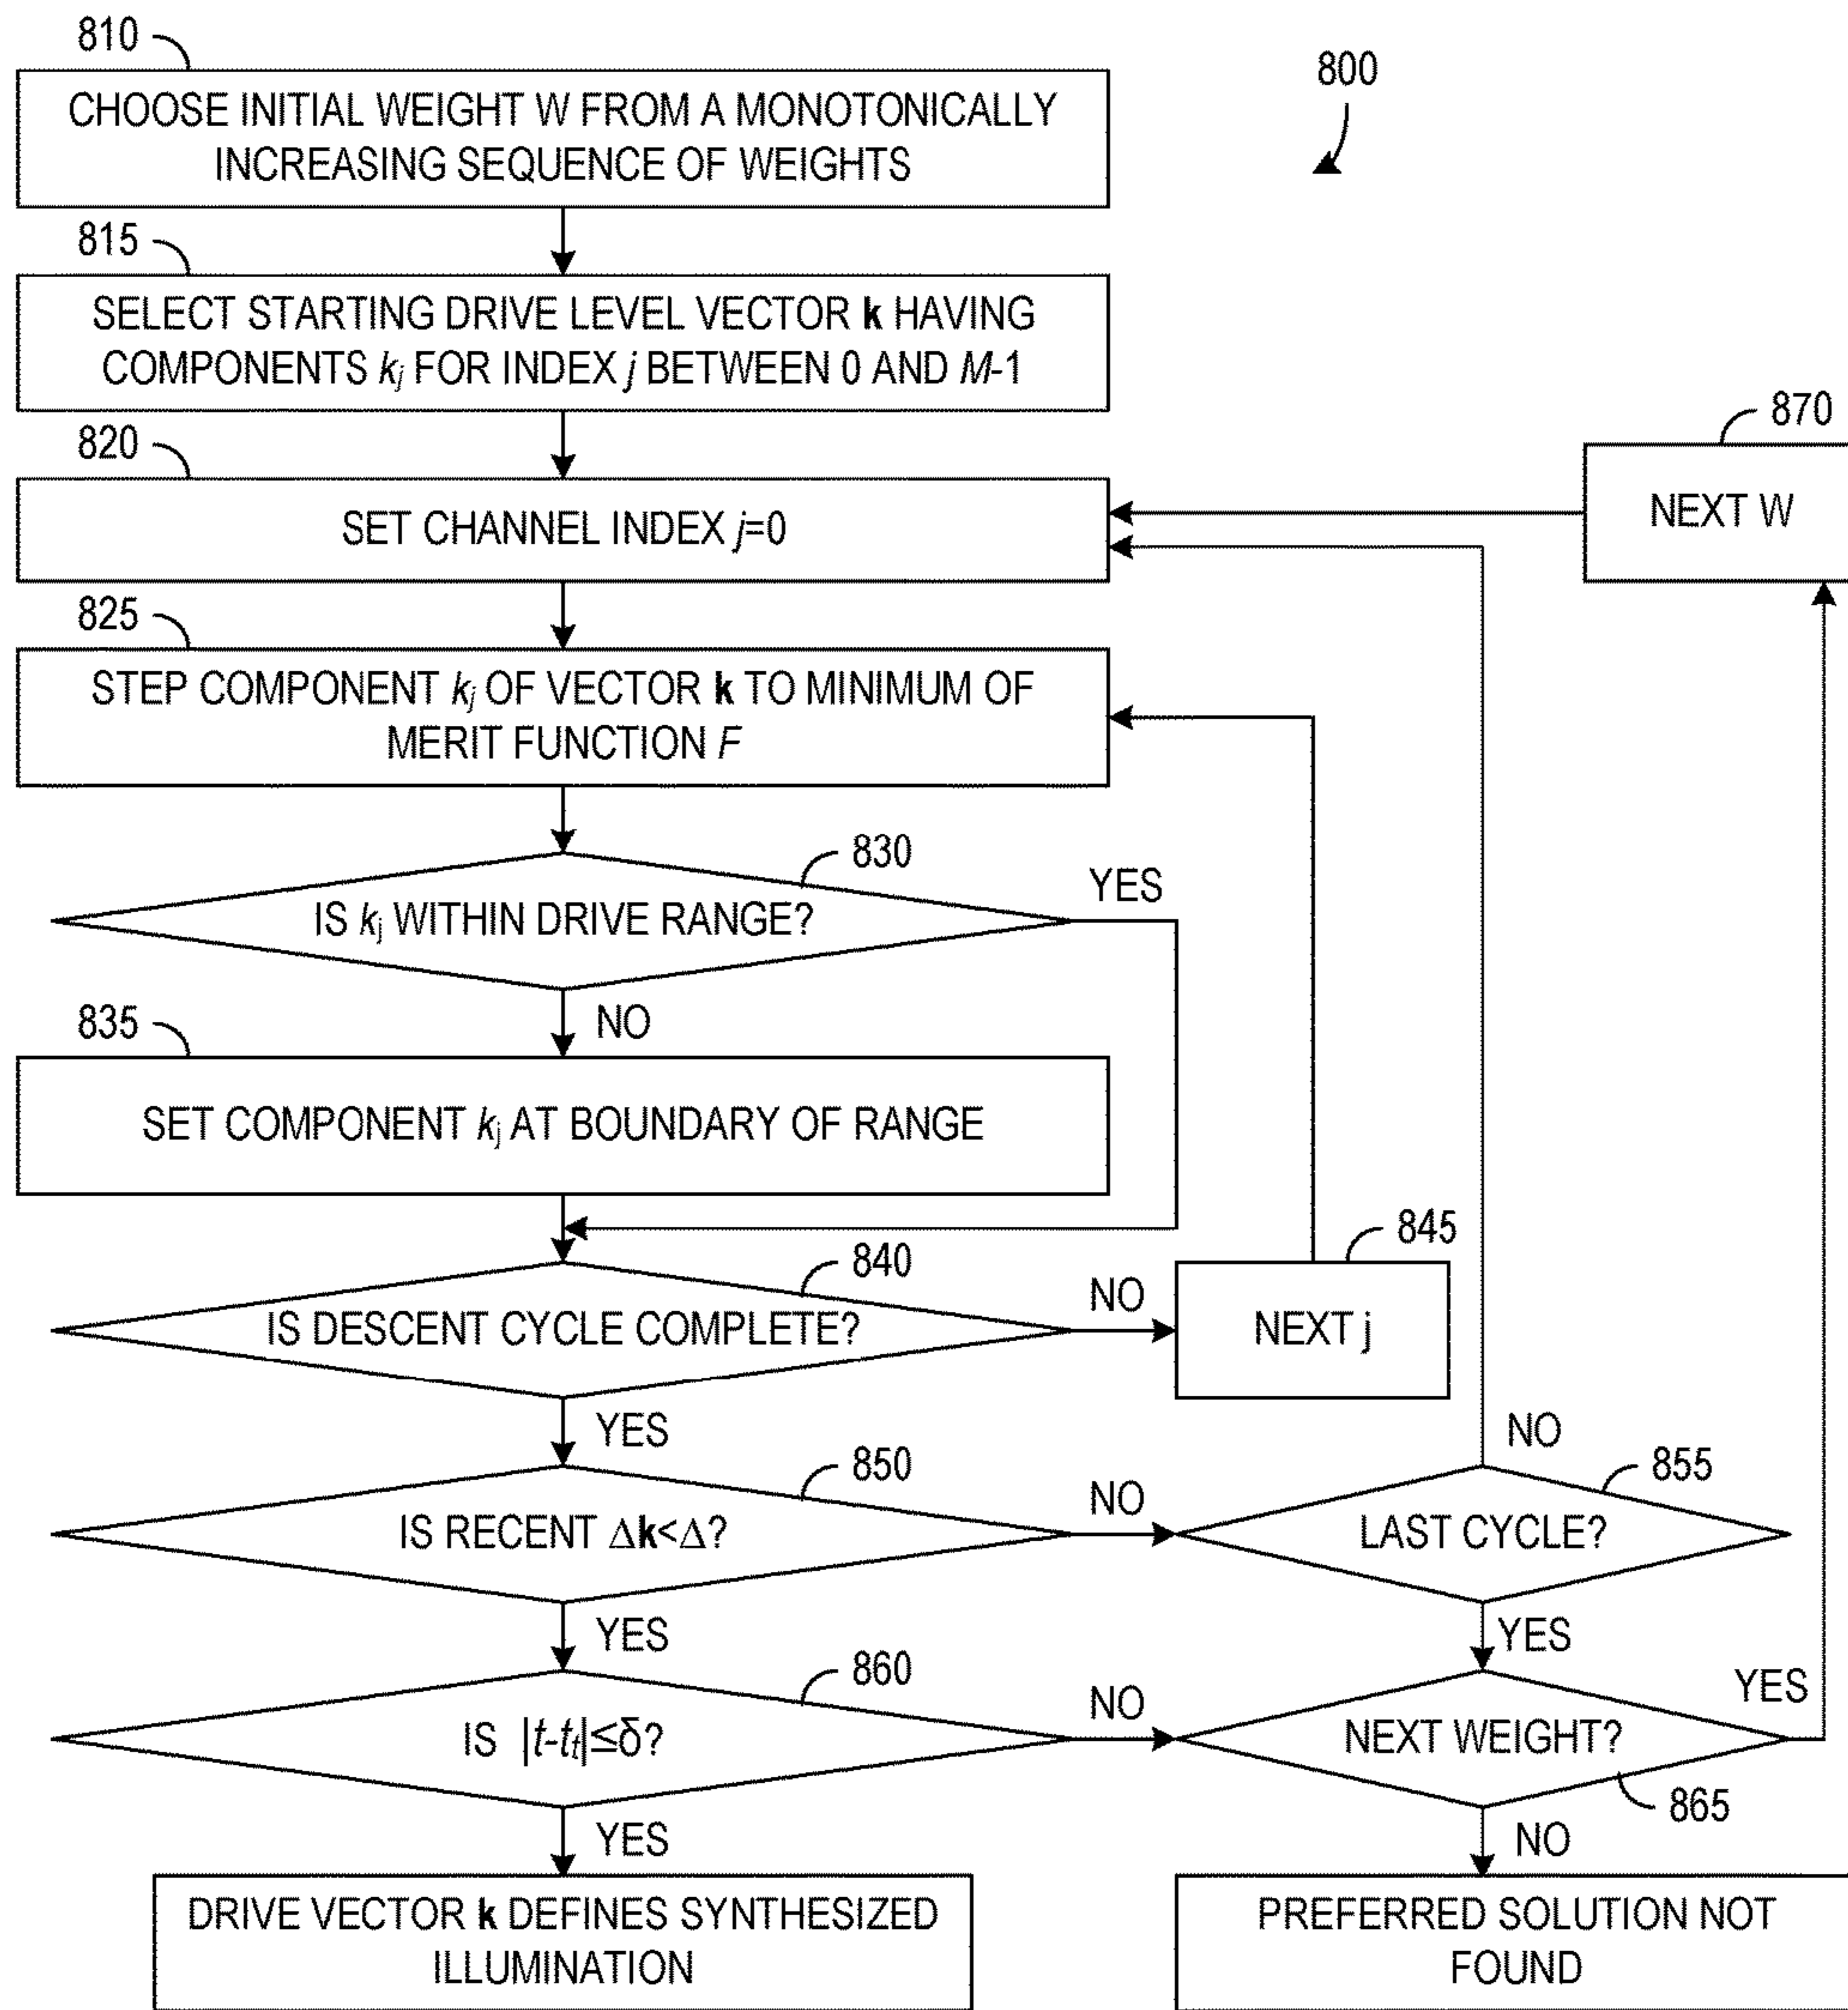 810
800
CHOOSE INITIAL WEIGHT W FROM A MONOTONICALLY
INCREASING SEQUENCE OF WEIGHTS
815
SELECT STARTING DRIVE LEVEL VECTOR k HAVING
COMPONENTS kj FOR INDEX j BETWEEN 0 AND M-1
820
870
SET CHANNEL INDEX j=0
NEXT W
825
STEP COMPONENT kj OF VECTOR k TO MINIMUM OF
MERIT FUNCTION F
830
YES
IS kj WITHIN DRIVE RANGE?
835
NO
SET COMPONENT kj AT BOUNDARY OF RANGE
845
840
NO
IS DESCENT CYCLE COMPLETE?
NEXT j
YES
NO
850
855
NO
IS RECENT Δk<Δ?
LAST CYCLE?
YES
YES
860
NO
YES
IS |t-tt|≤δ?
NEXT WEIGHT?
865
YES
NO
DRIVE VECTOR k DEFINES SYNTHESIZED
ILLUMINATION
PREFERRED SOLUTION NOT
FOUND